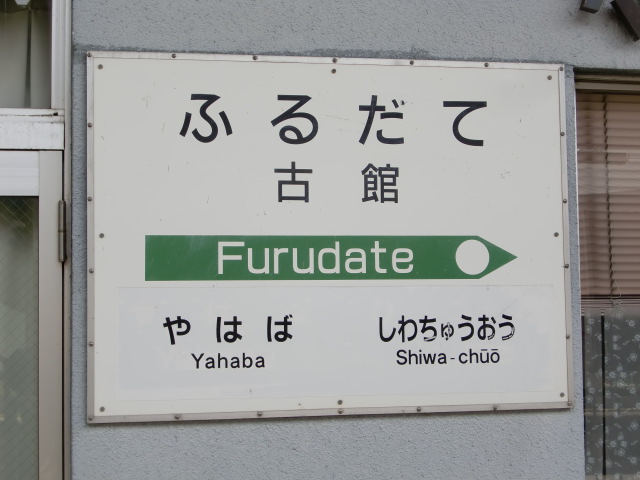 ふるだて
古館
Furudate
やはば しわちゅうおう
Yahaba Shiwa-chūō